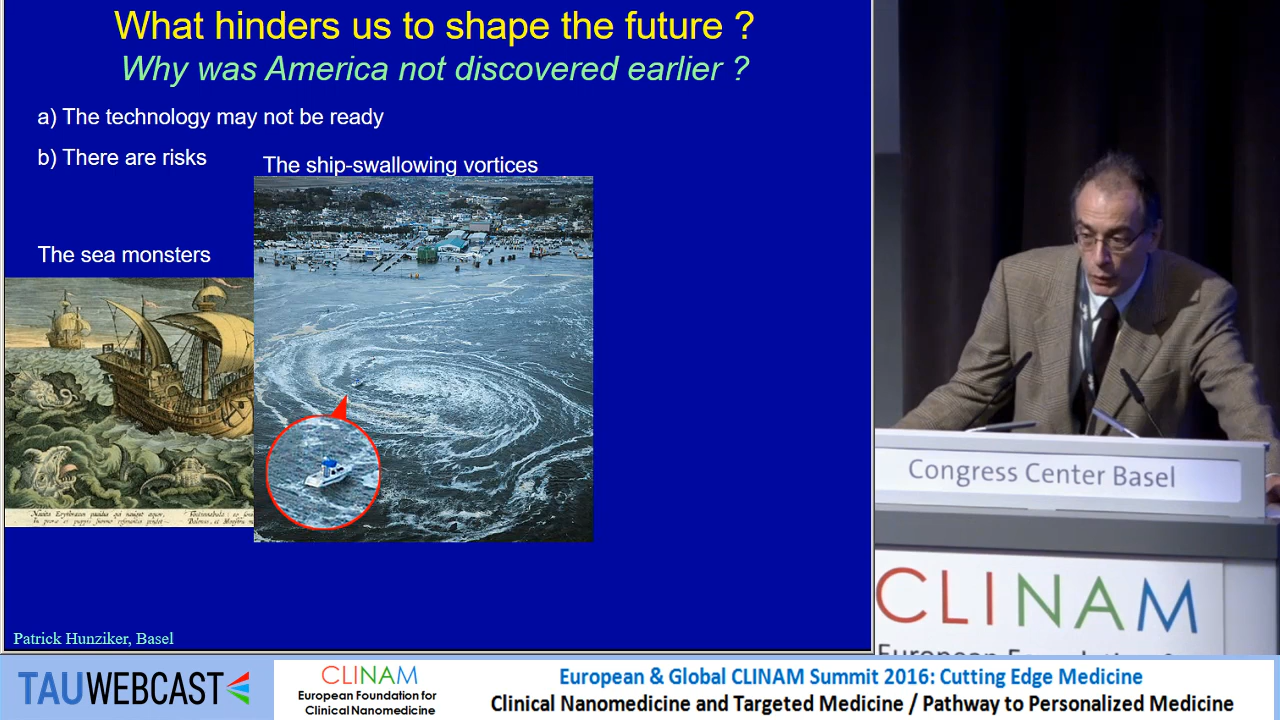 What hinders us to shape the future ?
Why was America not discovered earlier ?
a) The technology may not be ready
b) There are risks
The ship-swallowing vortices
The sea monsters
Patrick Hunziker, Basel
Congress Center Basel
CLINAM
European Foundation
TAUWEBCAST
CLINAM
European Foundation for
Clinical Nanomedicine
European & Global CLINAM Summit 2016: Cutting Edge Medicine
Clinical Nanomedicine and Targeted Medicine / Pathway to Personalized Medicine